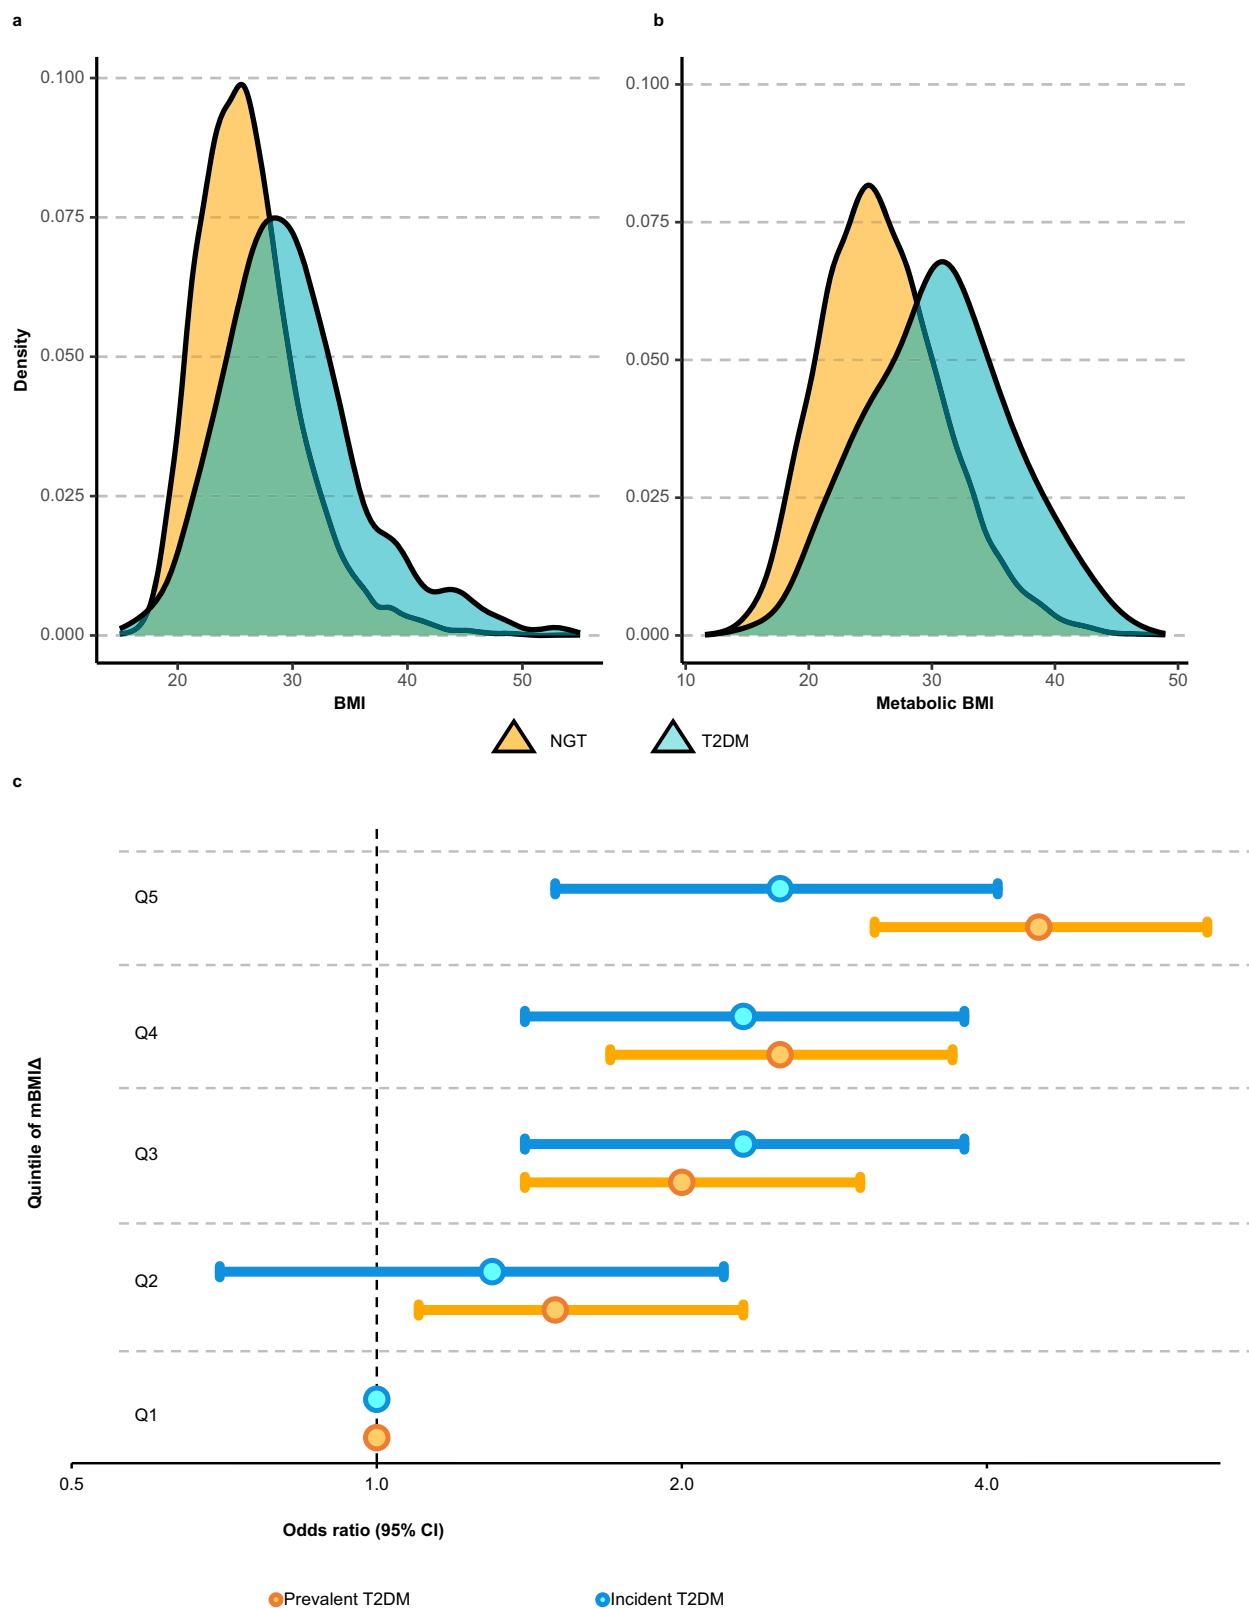 a
b
0.100
0.075
0.050
0.025
0.000
Density
20
30
40
50
BMI
0.100
0.075
0.050
0.025
0.000
10
20
30
40
50
Metabolic BMI
NGT
T2DM
c
Quintile of mBMIΔ
Q5
Q4
Q3
Q2
Q1
0.5
1.0
2.0
4.0
Odds ratio (95% CI)
Prevalent T2DM
Incident T2DM